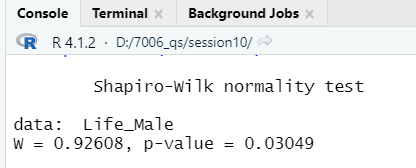 Console Terminal × Background Jobs ×
R R 4.1.2 · D:/7006_qs/session10/
Shapiro-Wilk normality test
data: Life_Male
W = 0.92608, p-value = 0.03049